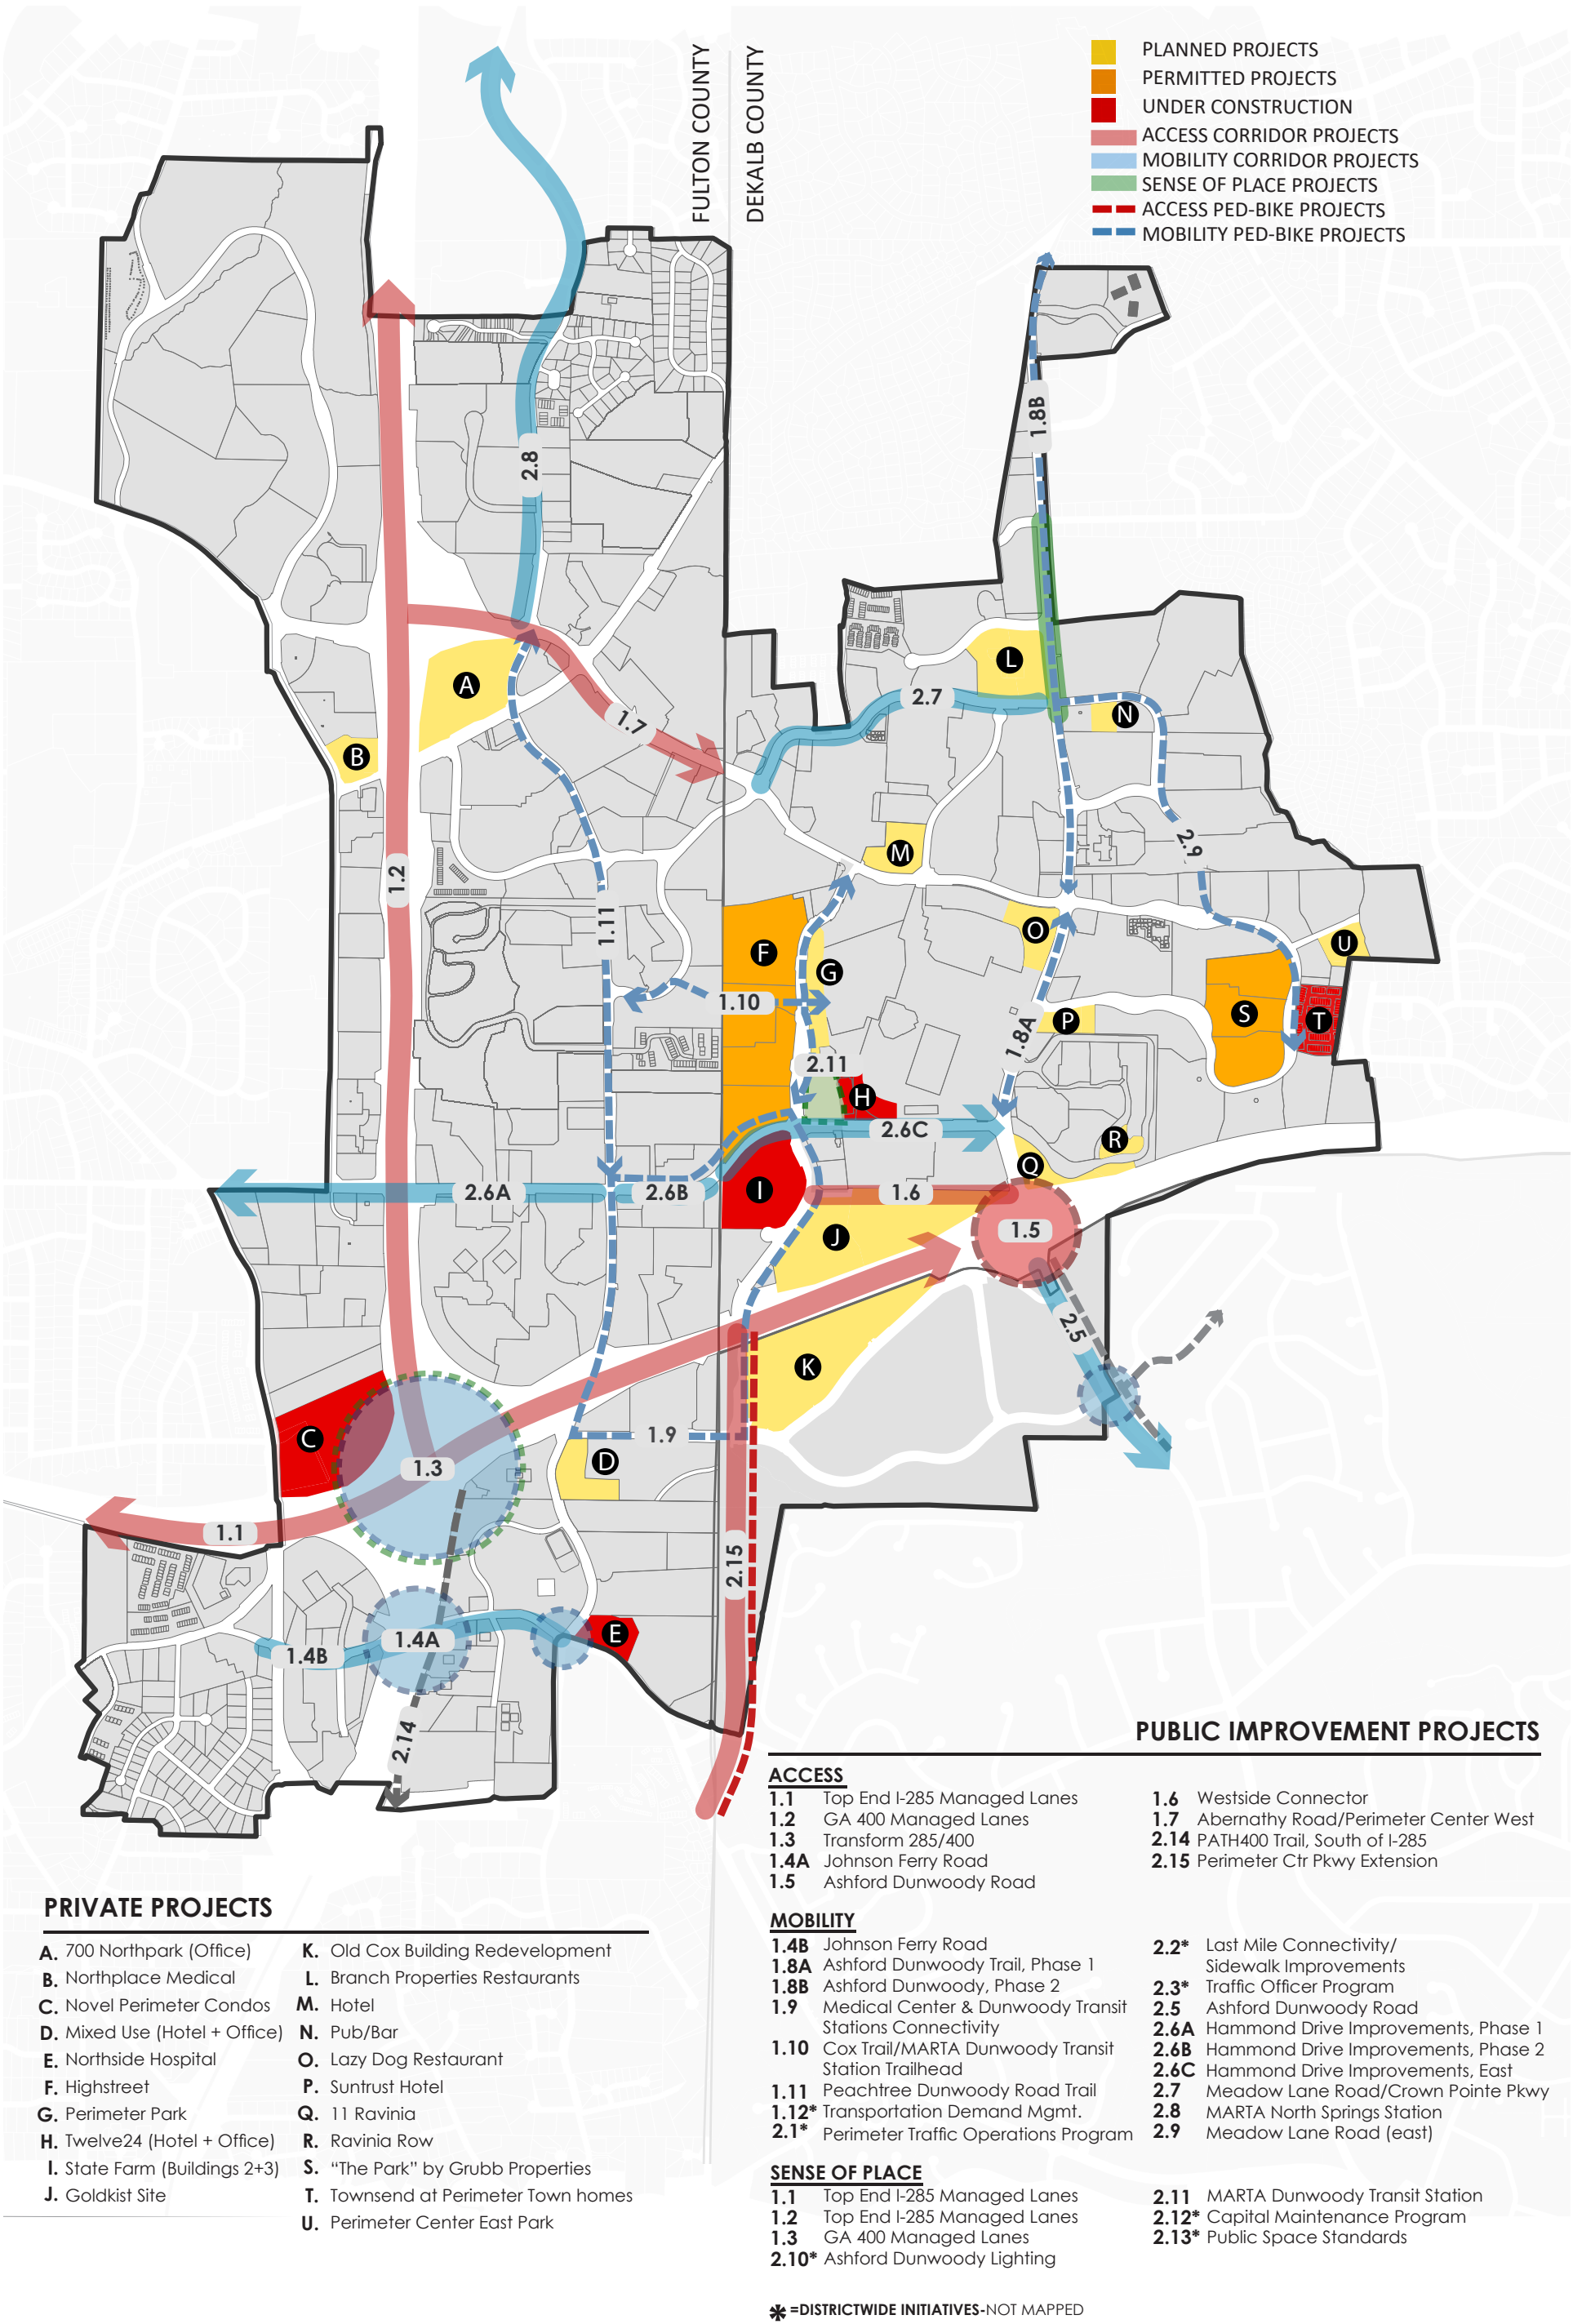 FULTON COUNTY
DEKALB COUNTY
PLANNED PROJECTS
PERMITTED PROJECTS
UNDER CONSTRUCTION
ACCESS CORRIDOR PROJECTS
MOBILITY CORRIDOR PROJECTS
SENSE OF PLACE PROJECTS
ACCESS PED-BIKE PROJECTS
MOBILITY PED-BIKE PROJECTS
1.8B
2.8
L
A
2.7
N
1.7
B
M
2.9
1.2
1.11
O
F
U
G
1.10
S
P
T
1.8A
2.11
H
2.6C
R
Q
2.6A
2.6B
I
1.6
J
1.5
2.5
K
C
1.9
D
1.3
1.1
2.15
E
1.4A
1.4B
2.14
PUBLIC IMPROVEMENT PROJECTS
ACCESS
1.1 Top End I-285 Managed Lanes
1.2 GA 400 Managed Lanes
1.3 Transform 285/400
1.4A Johnson Ferry Road
1.5 Ashford Dunwoody Road
1.6 Westside Connector
1.7 Abernathy Road/Perimeter Center West
2.14 PATH400 Trail, South of I-285
2.15 Perimeter Ctr Pkwy Extension
MOBILITY
1.4B Johnson Ferry Road
1.8A Ashford Dunwoody Trail, Phase 1
1.8B Ashford Dunwoody, Phase 2
1.9 Medical Center & Dunwoody Transit
Stations Connectivity
1.10 Cox Trail/MARTA Dunwoody Transit
Station Trailhead
1.11 Peachtree Dunwoody Road Trail
1.12* Transportation Demand Mgmt.
2.1* Perimeter Traffic Operations Program
2.2* Last Mile Connectivity/
Sidewalk Improvements
2.3* Traffic Officer Program
2.5 Ashford Dunwoody Road
2.6A Hammond Drive Improvements, Phase 1
2.6B Hammond Drive Improvements, Phase 2
2.6C Hammond Drive Improvements, East
2.7 Meadow Lane Road/Crown Pointe Pkwy
2.8 MARTA North Springs Station
2.9 Meadow Lane Road (east)
SENSE OF PLACE
1.1 Top End I-285 Managed Lanes
1.2 Top End I-285 Managed Lanes
1.3 GA 400 Managed Lanes
2.10* Ashford Dunwoody Lighting
2.11 MARTA Dunwoody Transit Station
2.12* Capital Maintenance Program
2.13* Public Space Standards
* =DISTRICTWIDE INITIATIVES-NOT MAPPED
PRIVATE PROJECTS
A. 700 Northpark (Office)
B. Northplace Medical
C. Novel Perimeter Condos
D. Mixed Use (Hotel + Office)
E. Northside Hospital
F. Highstreet
G. Perimeter Park
H. Twelve24 (Hotel + Office)
I. State Farm (Buildings 2+3)
J. Goldkist Site
K. Old Cox Building Redevelopment
L. Branch Properties Restaurants
M. Hotel
N. Pub/Bar
O. Lazy Dog Restaurant
P. Suntrust Hotel
Q. 11 Ravinia
R. Ravinia Row
S. "The Park" by Grubb Properties
T. Townsend at Perimeter Town homes
U. Perimeter Center East Park